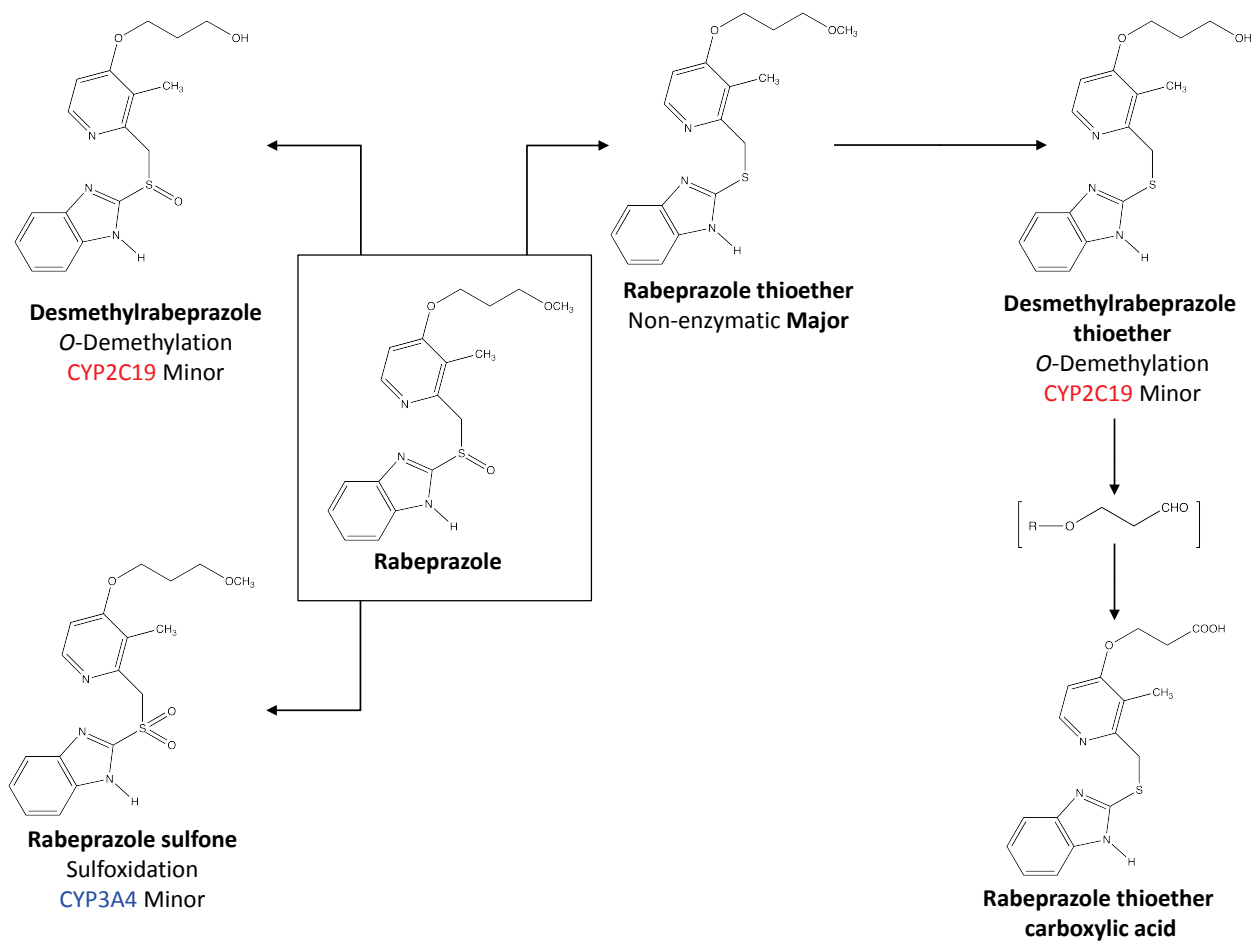 O
OH
CH3
N
N
S
O
N
H
Desmethylrabeprazole
O-Demethylation
CYP2C19 Minor
O
OCH3
CH3
N
S
N
N
H
Rabeprazole thioether
Non-enzymatic Major
O
OH
CH3
N
S
N
N
H
Desmethylrabeprazole
thioether
O-Demethylation
CYP2C19 Minor
O
OCH3
CH3
N
N
S
O
N
H
Rabeprazole
R
O
CHO
O
OCH3
CH3
N
O
N
S
O
N
H
Rabeprazole sulfone
Sulfoxidation
CYP3A4 Minor
COOH
O
CH3
N
S
N
N
H
Rabeprazole thioether
carboxylic acid